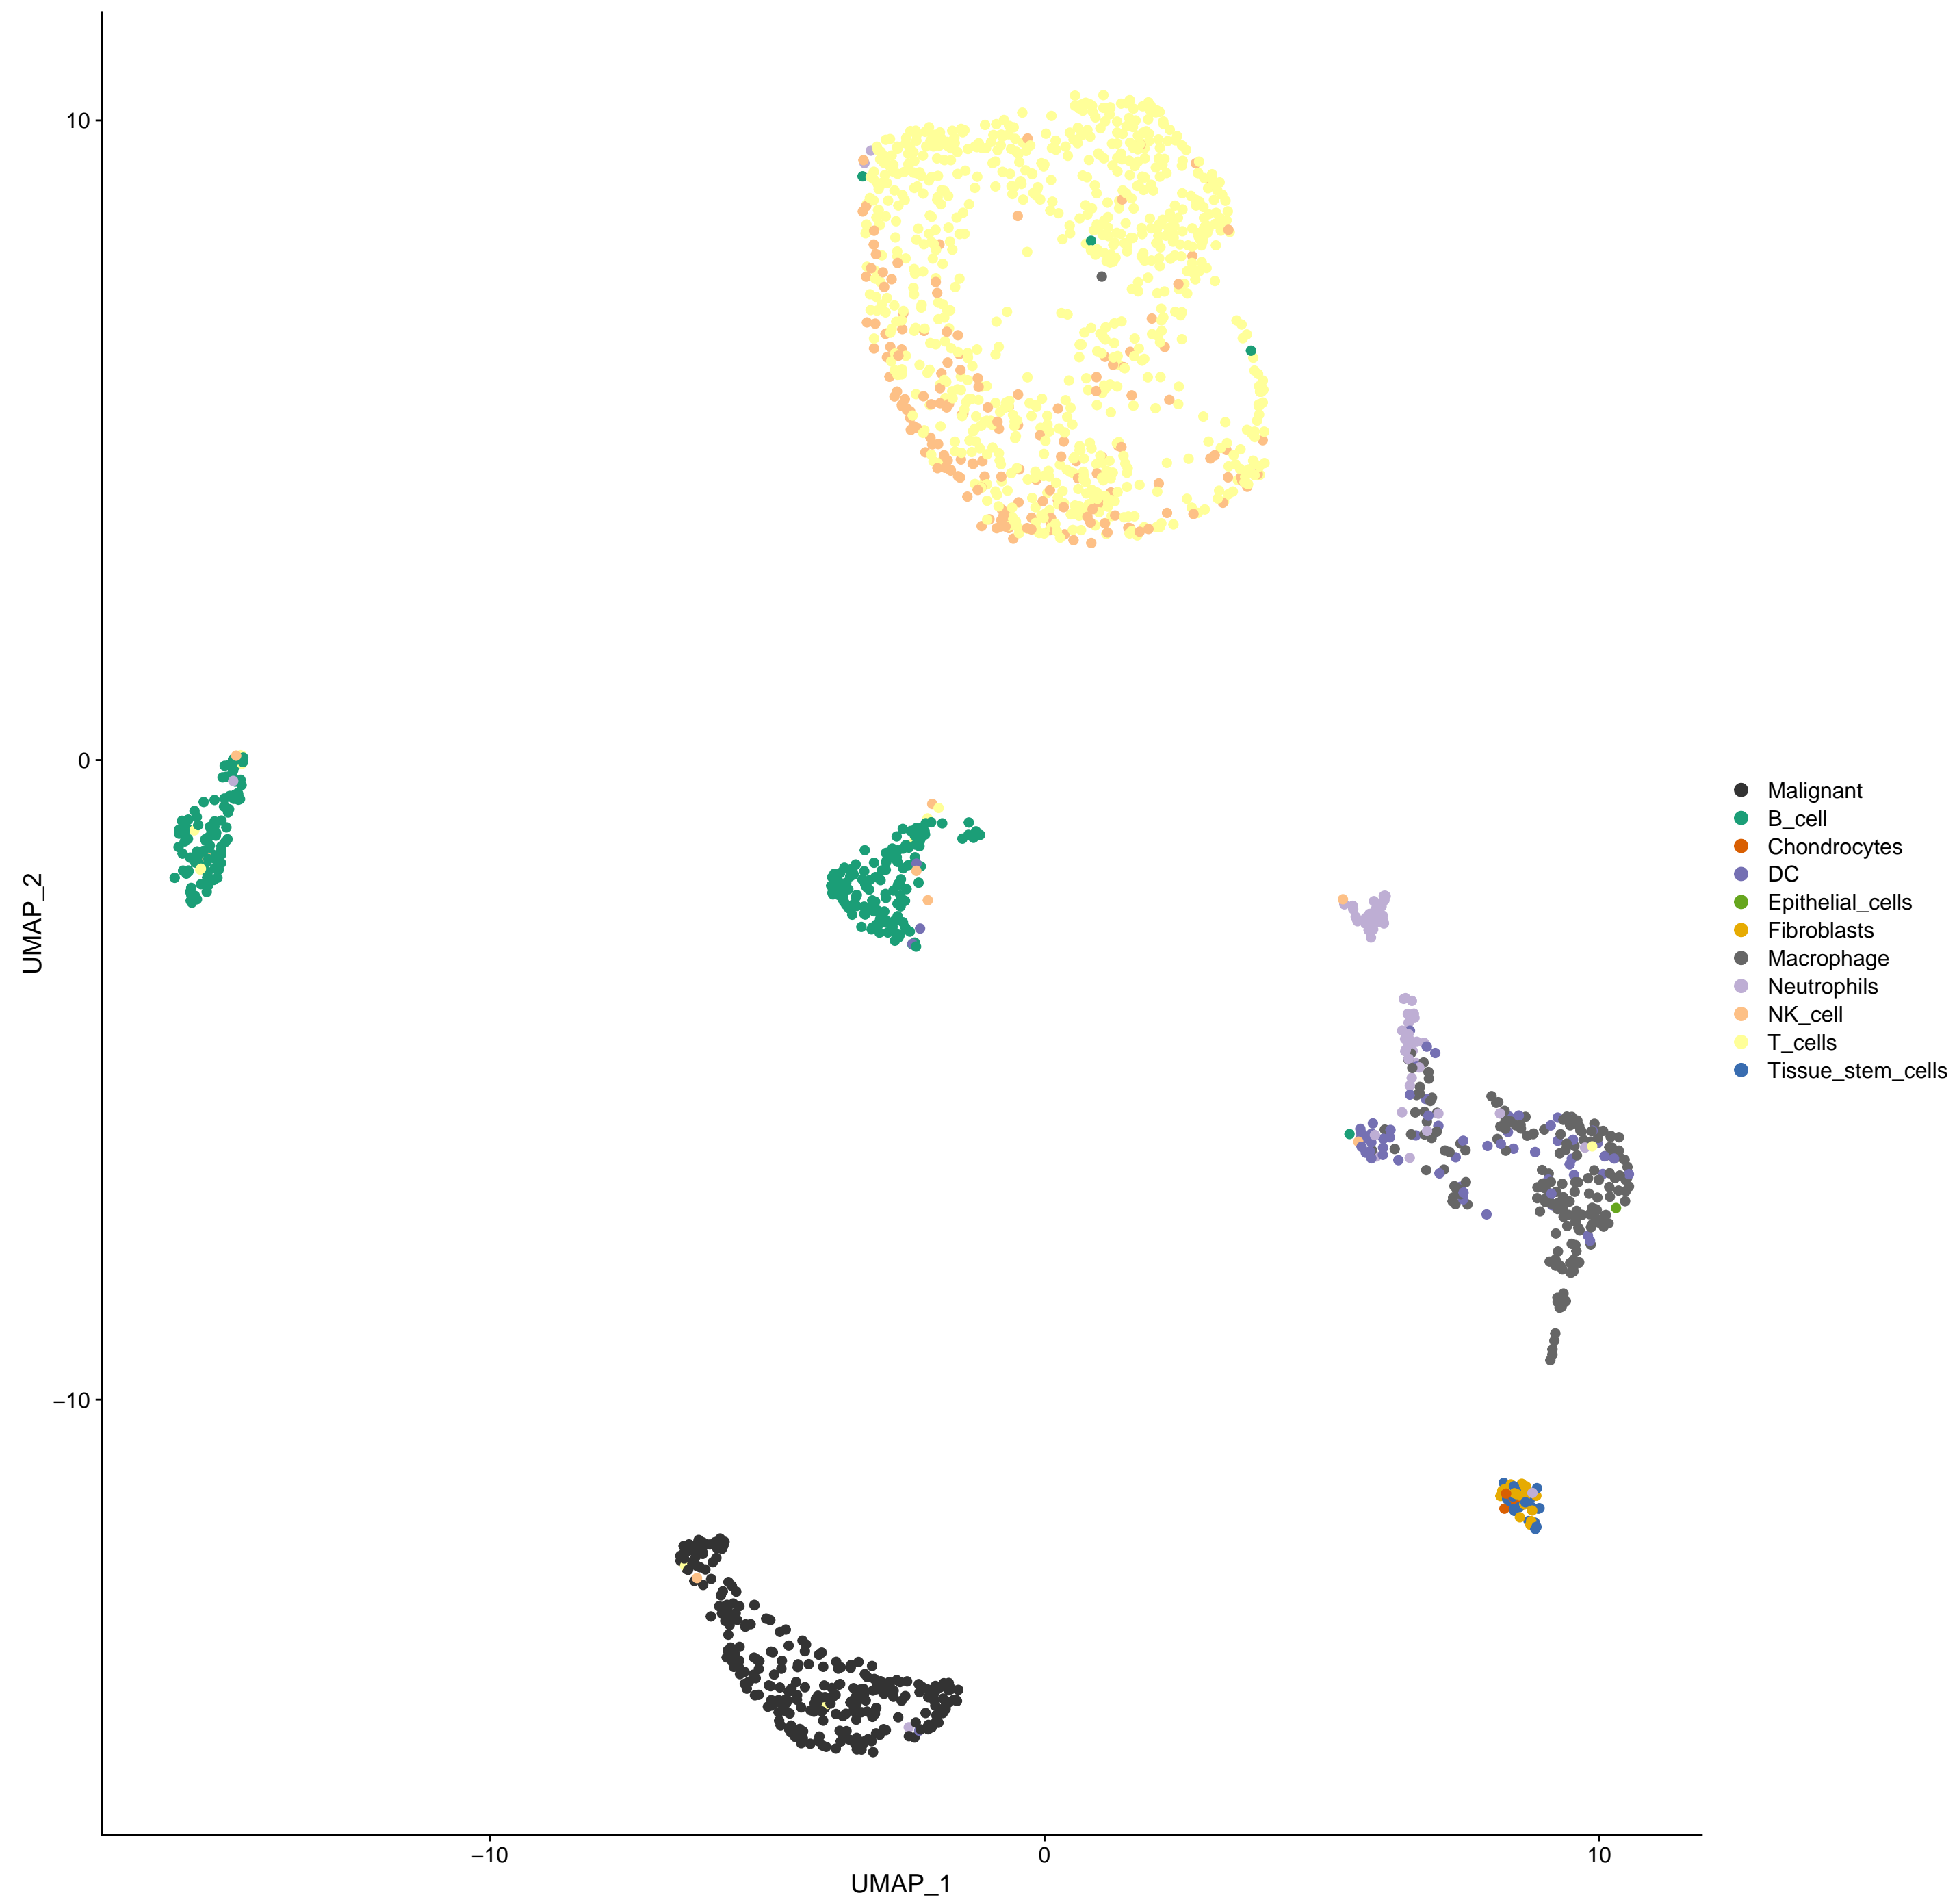 10
0
−10
UMAP_2
−10
0
10
UMAP_1
Malignant
B_cell
Chondrocytes
DC
Epithelial_cells
Fibroblasts
Macrophage
Neutrophils
NK_cell
T_cells
Tissue_stem_cells